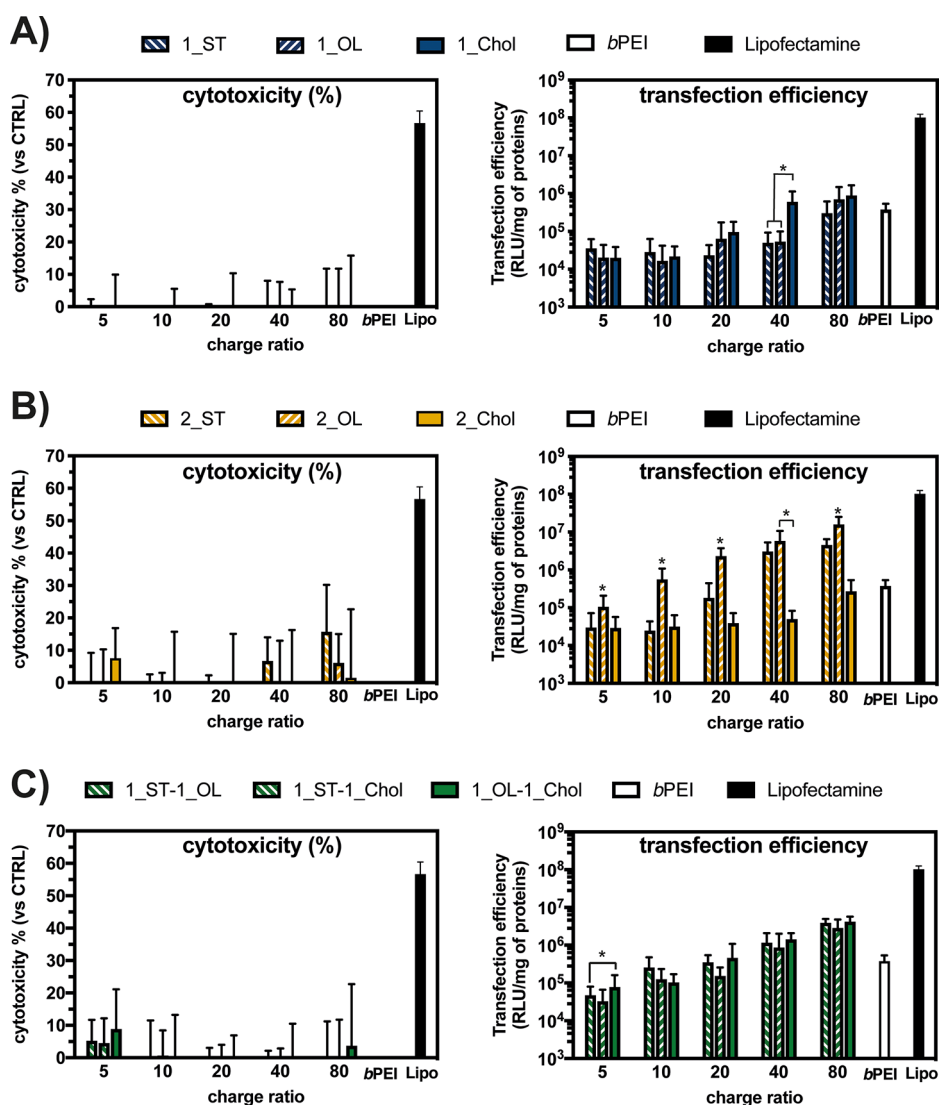 A)
1_ST 1_OL 1_Chol bPEI Lipofectamine
cytotoxicity (%)
cytotoxicity % (vs CTRL)
70
60
50
40
30
20
10
0
5 10 20 40 80 bPEI Lipo
charge ratio
transfection efficiency
Transfection efficiency
(RLU/mg of proteins)
10⁹
10⁸
10⁷
10⁶
10⁵
10⁴
10³
*
5 10 20 40 80 bPEI Lipo
charge ratio
B)
2_ST 2_OL 2_Chol bPEI Lipofectamine
cytotoxicity (%)
cytotoxicity % (vs CTRL)
70
60
50
40
30
20
10
0
5 10 20 40 80 bPEI Lipo
charge ratio
transfection efficiency
Transfection efficiency
(RLU/mg of proteins)
10⁹
10⁸
10⁷
10⁶
10⁵
10⁴
10³
* * * * *
5 10 20 40 80 bPEI Lipo
charge ratio
C)
1_ST-1_OL 1_ST-1_Chol 1_OL-1_Chol bPEI Lipofectamine
cytotoxicity (%)
cytotoxicity % (vs CTRL)
70
60
50
40
30
20
10
0
5 10 20 40 80 bPEI Lipo
charge ratio
transfection efficiency
Transfection efficiency
(RLU/mg of proteins)
10⁹
10⁸
10⁷
10⁶
10⁵
10⁴
10³
*
5 10 20 40 80 bPEI Lipo
charge ratio